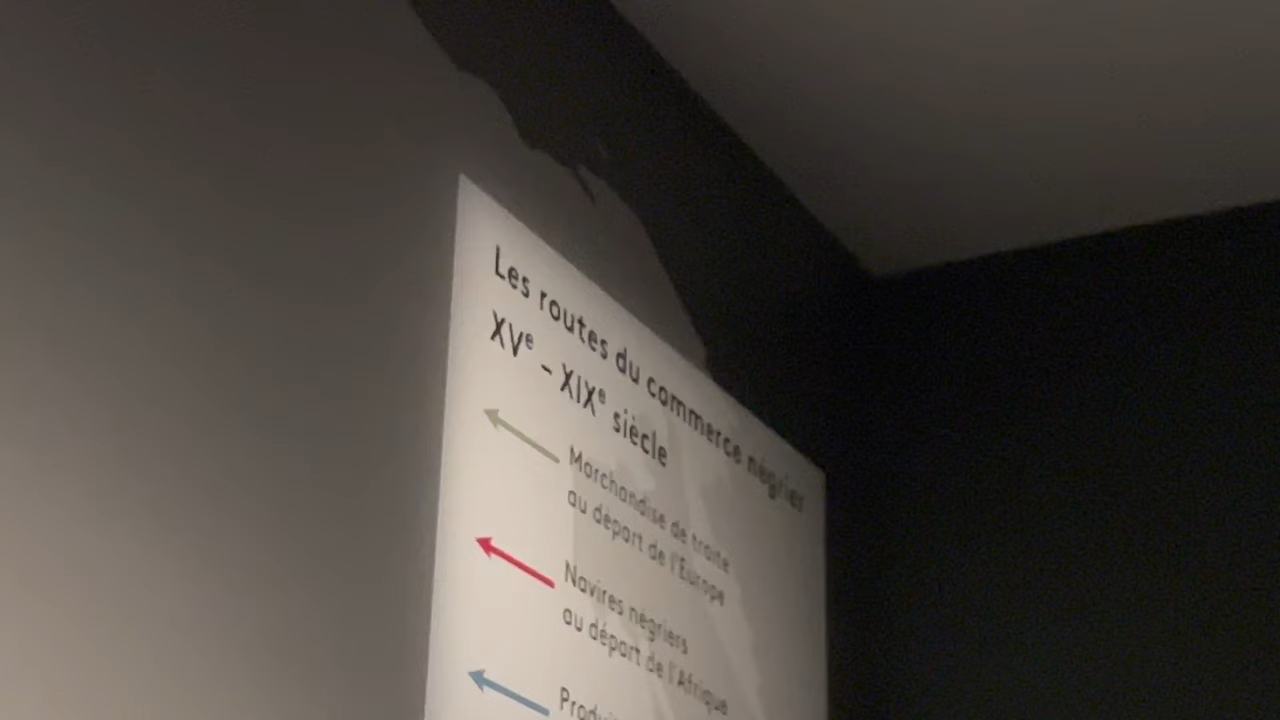 Les routes du commerce négrier
XVe – XIXe siècle
Marchandise de traite
au départ de l'Europe
Navires négriers
au départ de l'Afrique